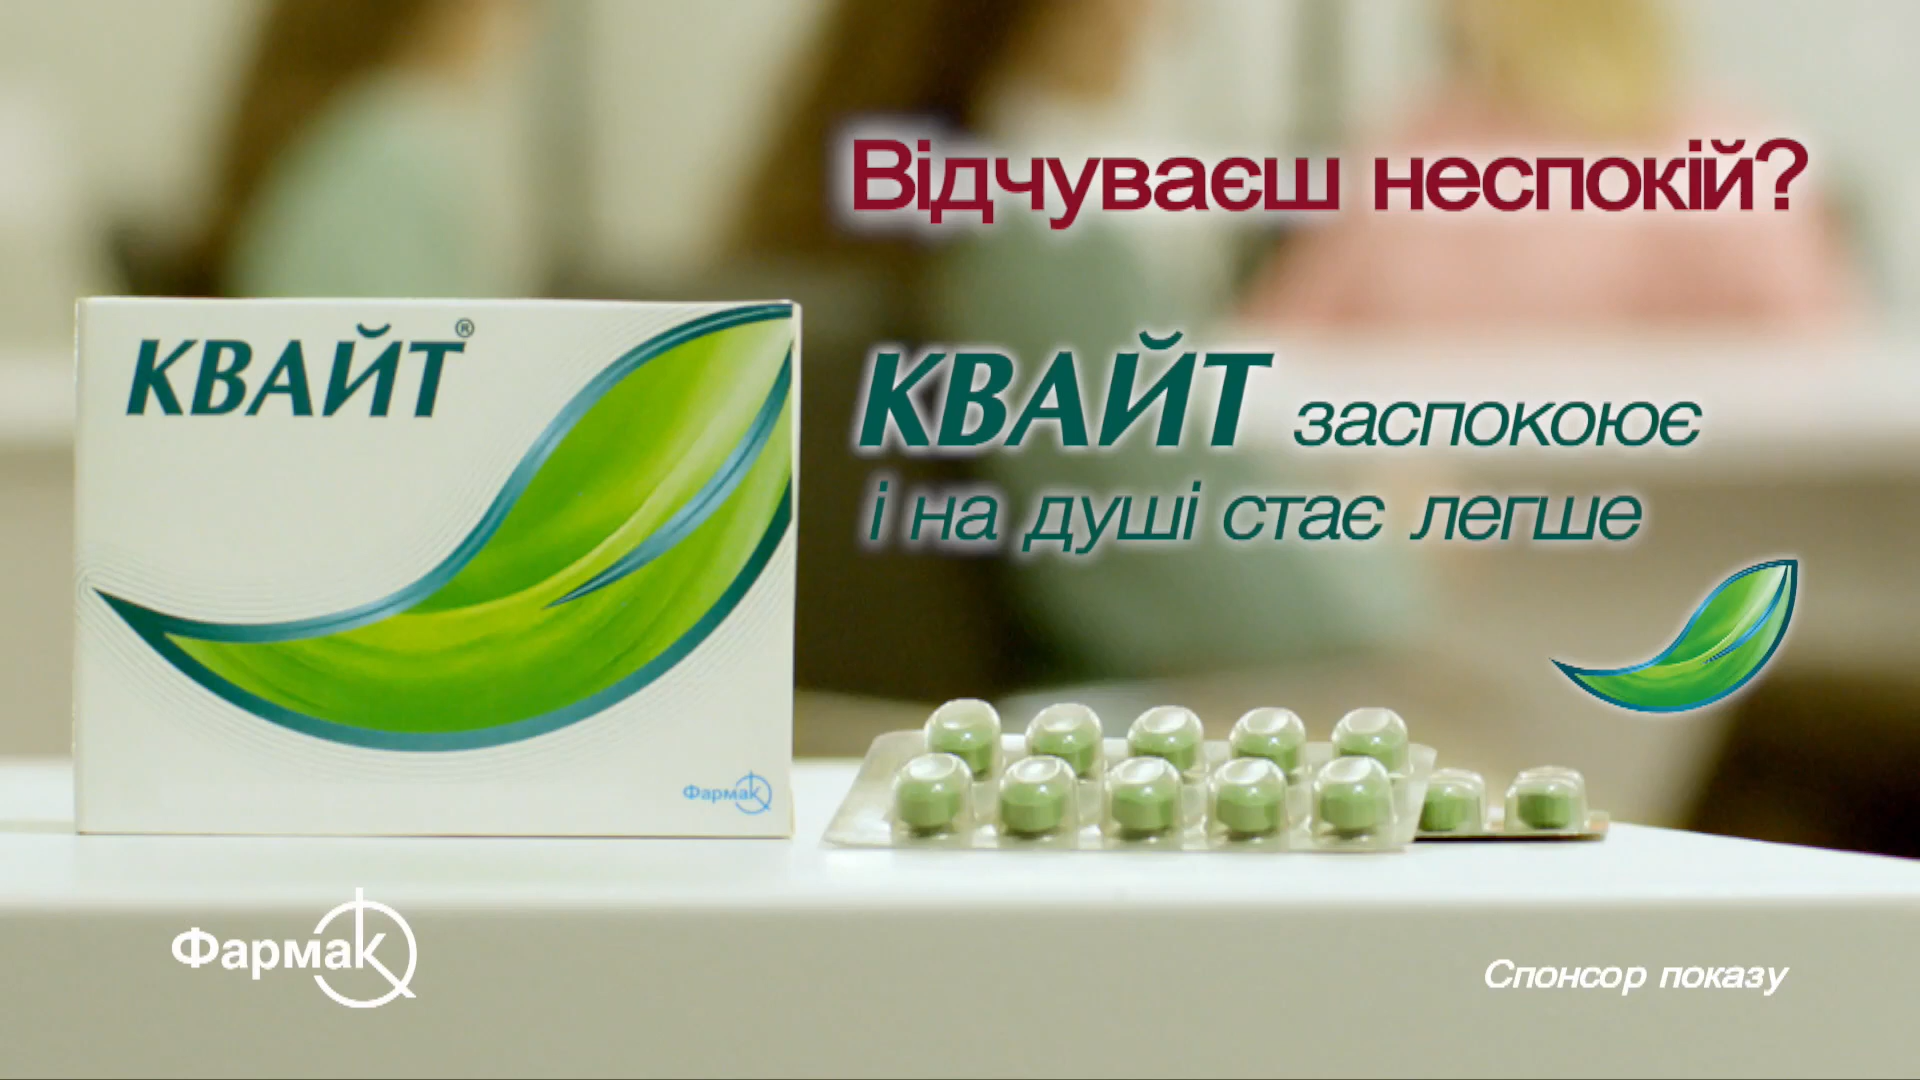 Відчуваєш неспокій?
КВАЙТ®
КВАЙТ заспокоює
і на душі стає легше
Фармак
Фармак
Спонсор показу